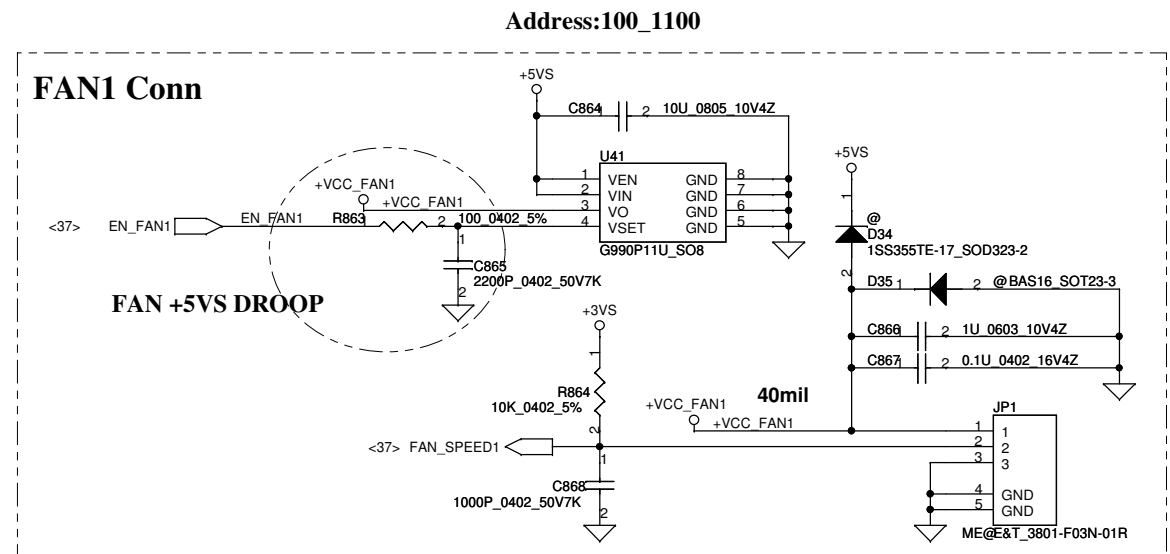 Address:100_1100
FAN1 Conn
+5VS
C864
1
2
10U_0805_10V4Z
U41
1
VEN
GND
8
2
VIN
GND
7
3
VO
GND
6
4
VSET
GND
5
G990P11U_SO8
+VCC_FAN1
+VCC_FAN1
<37>
EN_FAN1
EN_FAN1
R863
2
100_0402_5%
1
C865
2200P_0402_50V7K
2
FAN +5VS DROOP
+5VS
1
@
D34
1SS355TE-17_SOD323-2
2
D35
1
2
@BAS16_SOT23-3
C866
1
2
1U_0603_10V4Z
C867
1
2
0.1U_0402_16V4Z
+3VS
1
R864
10K_0402_5%
2
40mil
+VCC_FAN1
+VCC_FAN1
<37>
FAN_SPEED1
1
C868
1000P_0402_50V7K
2
JP1
1
1
2
2
3
3
4
GND
5
GND
ME@E&T_3801-F03N-01R